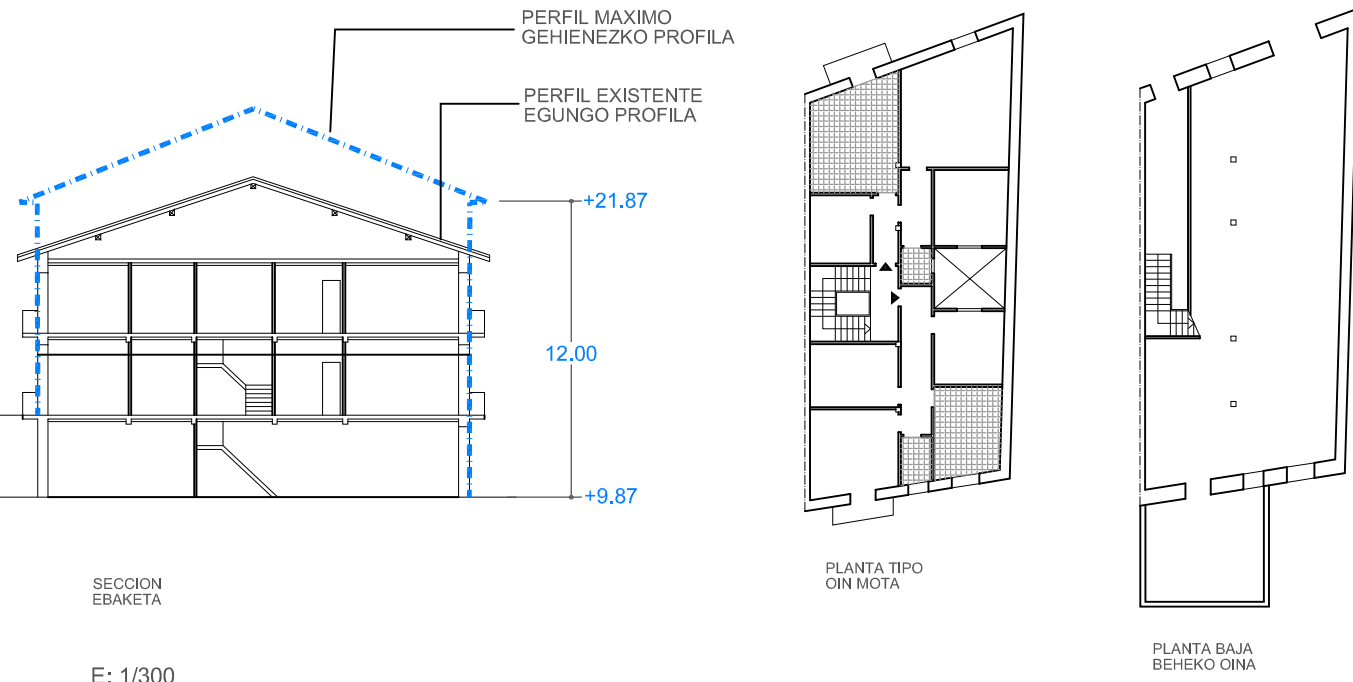 PERFIL MAXIMO
GEHIENEZKO PROFILA
PERFIL EXISTENTE
EGUNGO PROFILA
+21.87
12.00
+9.87
SECCION
EBAKETA
E: 1/300
PLANTA TIPO
OIN MOTA
PLANTA BAJA
BEHEKO OINA